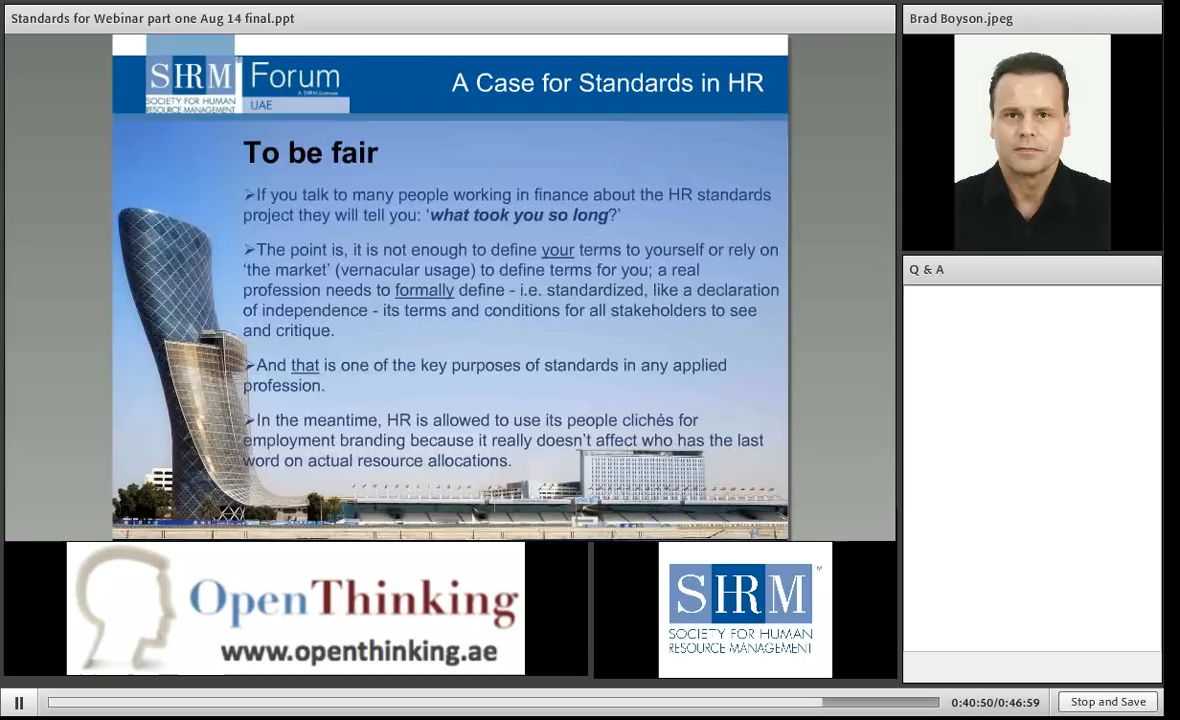 Standards for Webinar part one Aug 14 final.ppt
Brad Boyson.jpeg
SHRM
SOCIETY FOR HUMAN
RESOURCE MANAGEMENT
Forum
UAE
A Case for Standards in HR
To be fair
➢If you talk to many people working in finance about the HR standards
project they will tell you: ‘what took you so long?’
➢The point is, it is not enough to define your terms to yourself or rely on
‘the market’ (vernacular usage) to define terms for you; a real
profession needs to formally define - i.e. standardized, like a declaration
of independence - its terms and conditions for all stakeholders to see
and critique.
➢And that is one of the key purposes of standards in any applied
profession.
➢In the meantime, HR is allowed to use its people clichés for
employment branding because it really doesn’t affect who has the last
word on actual resource allocations.
Q & A
OpenThinking
www.openthinking.ae
SHRM™
SOCIETY FOR HUMAN
RESOURCE MANAGEMENT
0:40:50/0:46:59
Stop and Save